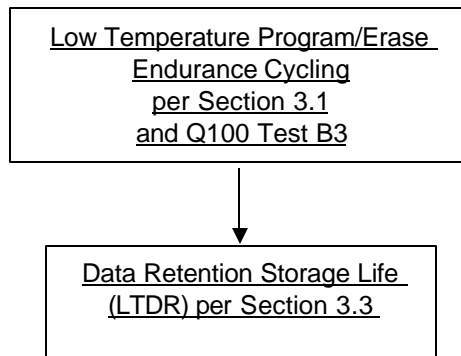 Low Temperature Program/Erase
Endurance Cycling
per Section 3.1
and Q100 Test B3
Data Retention Storage Life
(LTDR) per Section 3.3